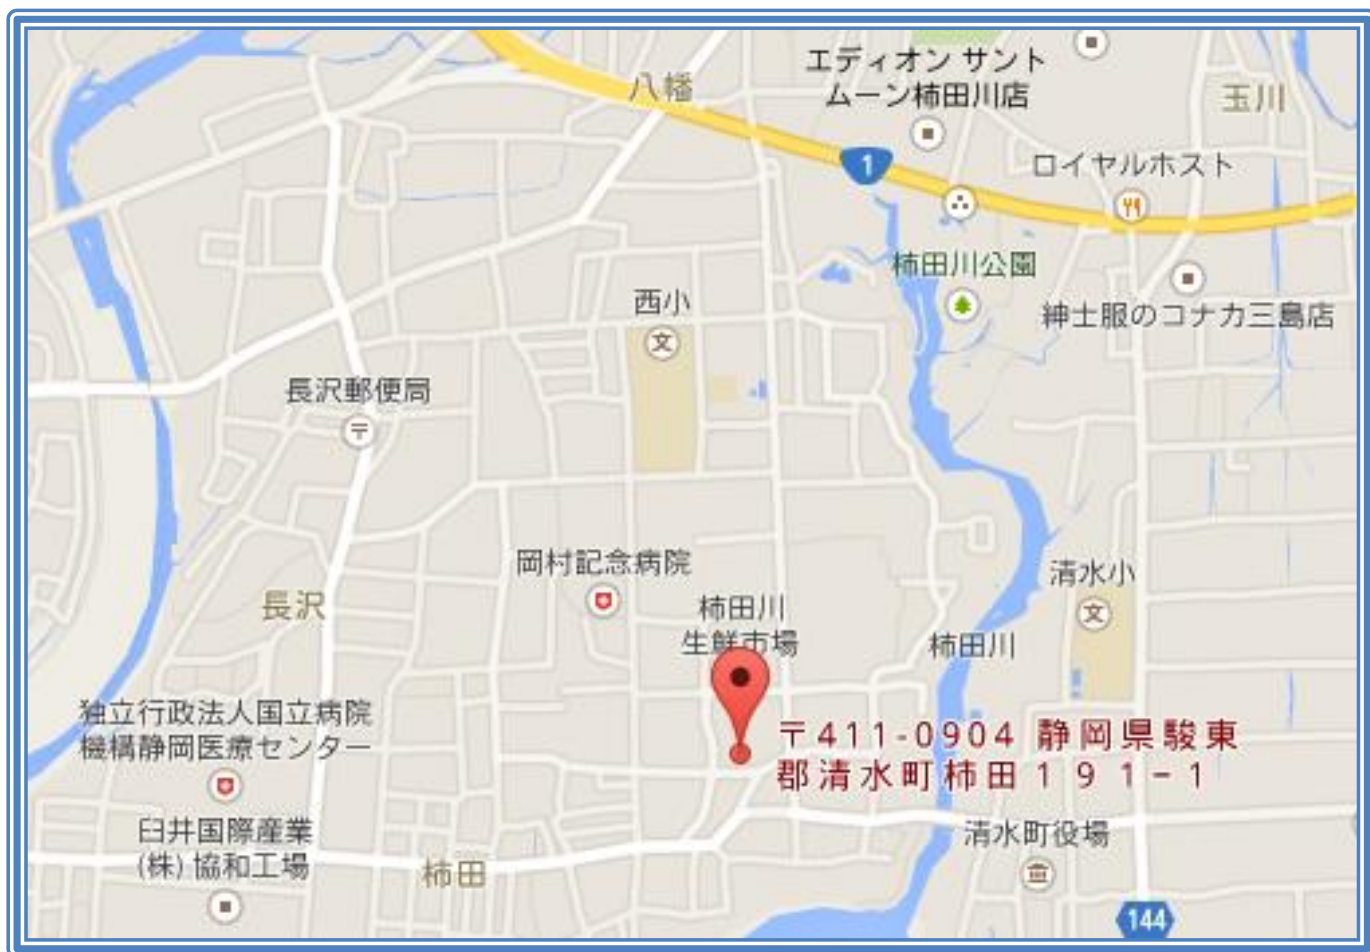 エディオン サント
ムーン柿田川店
八幡
玉川
1
ロイヤルホスト
柿田川公園
西小
文
紳士服のコナカ三島店
長沢郵便局
〒
岡村記念病院
清水小
文
柿田川
生鮮市場
長沢
柿田川
独立行政法人国立病院
機構静岡医療センター
〒411-0904 静岡県駿東
郡清水町柿田191-1
臼井国際産業
(株) 協和工場
清水町役場
柿田
144